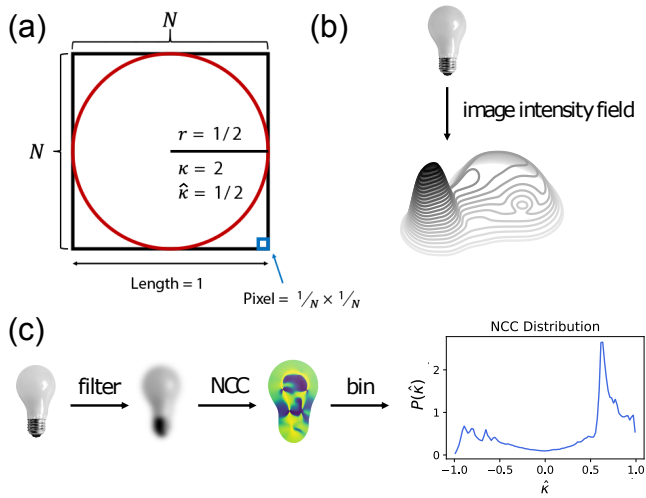 (a)
N
N
r = 1/2
κ = 2
κ̂ = 1/2
Length = 1
Pixel = 1/N × 1/N
(b)
image intensity field
(c)
filter
NCC
bin
NCC Distribution
P(κ̂)
2
1
0
−1.0
−0.5
0.0
0.5
1.0
κ̂